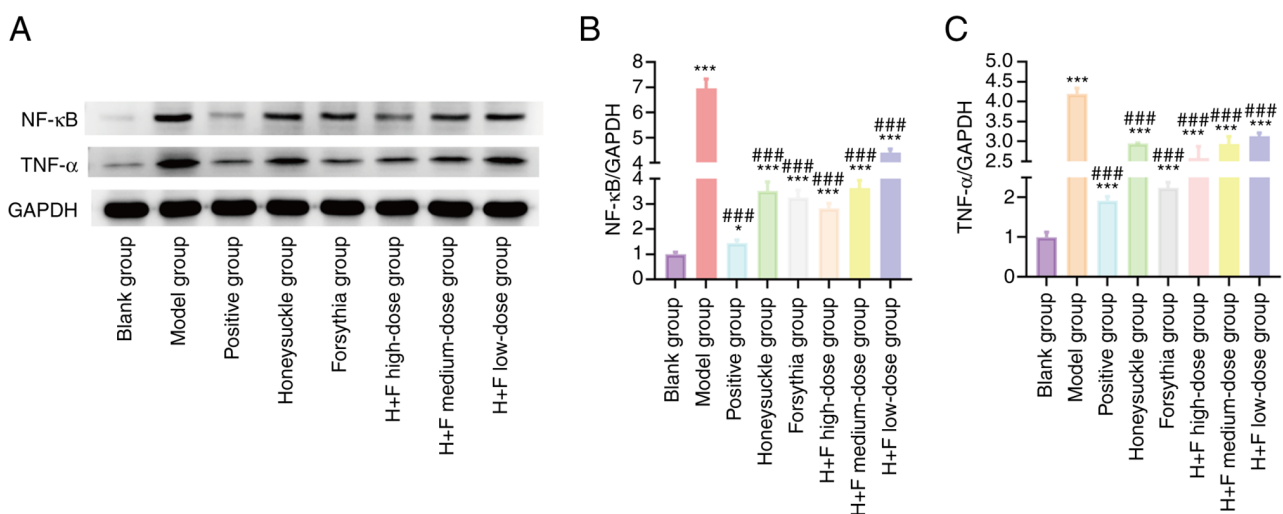 A
NF-κB
TNF-α
GAPDH
Blank group
Model group
Positive group
Honeysuckle group
Forsythia group
H+F high-dose group
H+F medium-dose group
H+F low-dose group
B
NF-κB/GAPDH
8
7
6
5
4
4
3
2
1
0
***
###
*
###
***
###
***
###
***
###
***
###
***
Blank group
Model group
Positive group
Honeysuckle group
Forsythia group
H+F high-dose group
H+F medium-dose group
H+F low-dose group
C
TNF-α/GAPDH
5.0
4.5
4.0
3.5
3.0
2.5
2
1
0
***
###
***
###
***
###
***
###
***
###
***
###
***
Blank group
Model group
Positive group
Honeysuckle group
Forsythia group
H+F high-dose group
H+F medium-dose group
H+F low-dose group